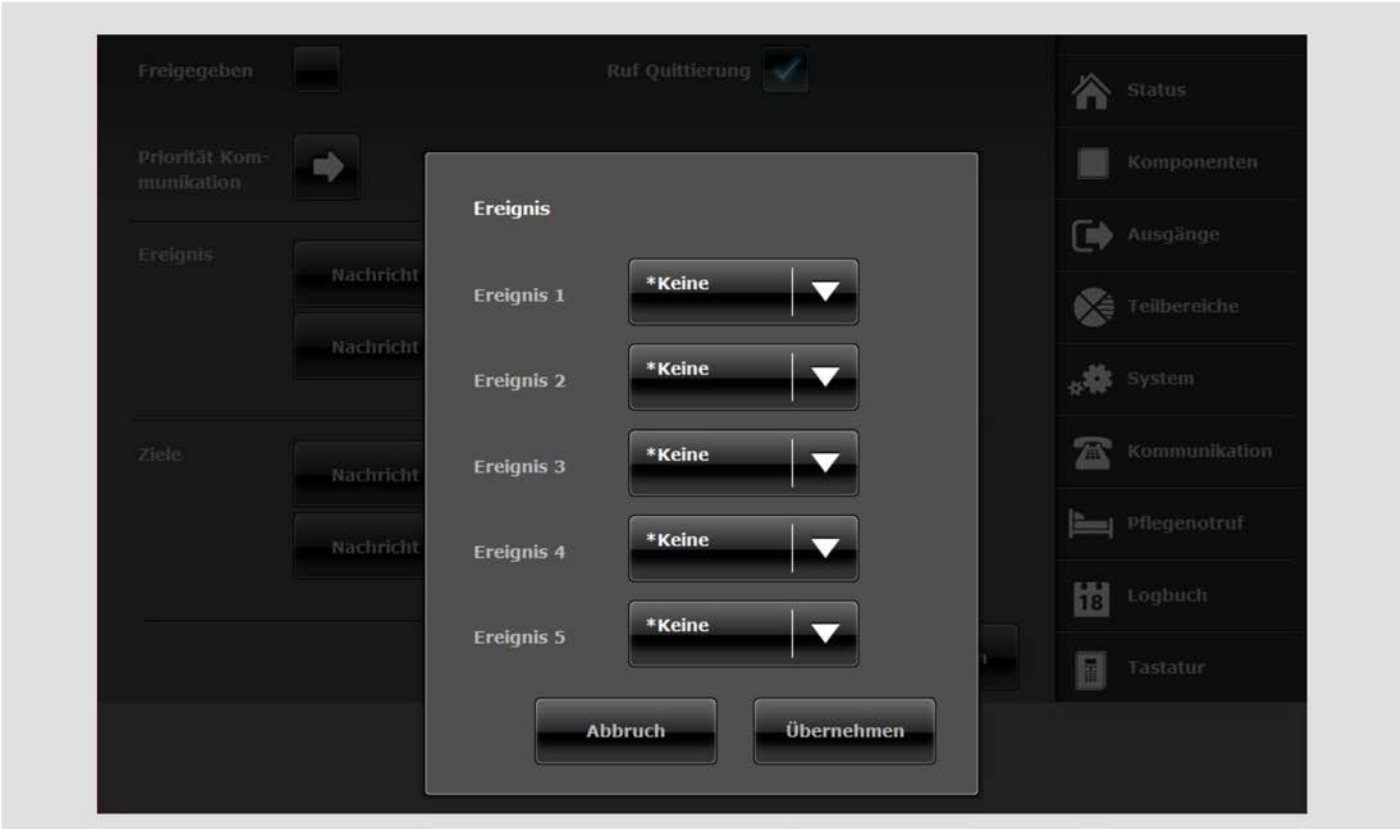 Freigegeben
Ruf Quittierung
Priorität Kom-
munikation
Ereignis
Nachricht
Nachricht
Ziele
Nachricht
Nachricht
Ereignis
Ereignis 1 *Keine
Ereignis 2 *Keine
Ereignis 3 *Keine
Ereignis 4 *Keine
Ereignis 5 *Keine
Abbruch Übernehmen
Status
Komponenten
Ausgänge
Teilbereiche
System
Kommunikation
Pflegenotruf
18 Logbuch
Tastatur